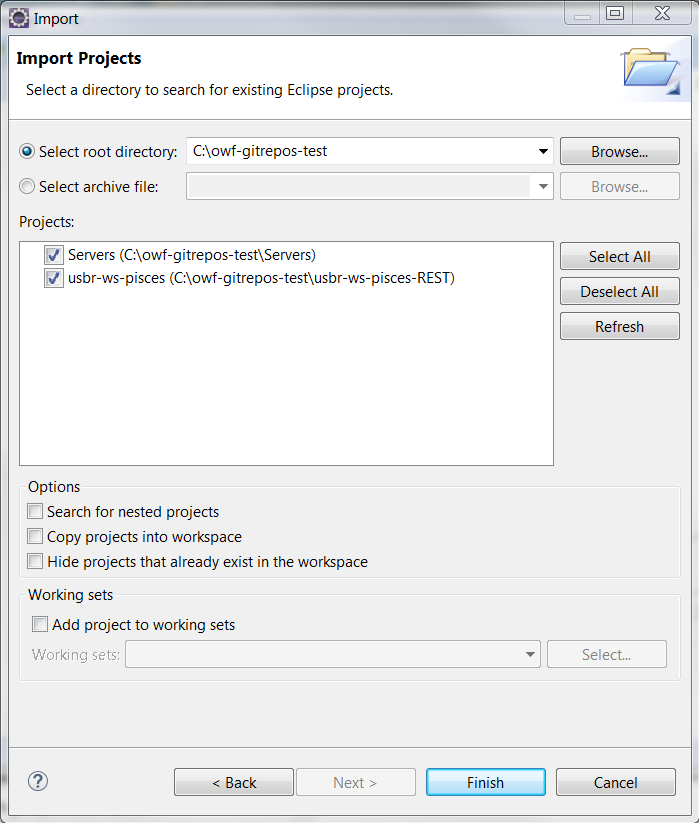 Import
Import Projects
Select a directory to search for existing Eclipse projects.
Select root directory: C:\owf-gitrepos-test Browse...
Select archive file: Browse...
Projects:
Servers (C:\owf-gitrepos-test\Servers)
usbr-ws-pisces (C:\owf-gitrepos-test\usbr-ws-pisces-REST)
Select All
Deselect All
Refresh
Options
Search for nested projects
Copy projects into workspace
Hide projects that already exist in the workspace
Working sets
Add project to working sets
Working sets: Select...
? < Back Next > Finish Cancel